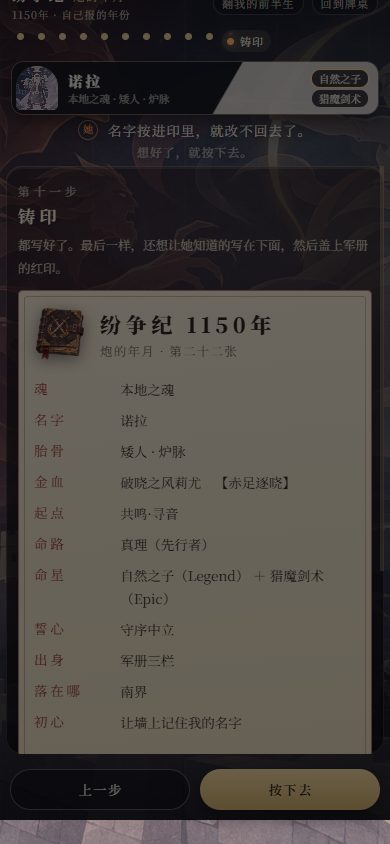 1150年 · 自己报的年份
翻我的前半生
回到牌桌
铸印
诺拉
本地之魂 · 矮人 · 炉脉
自然之子
猎魔剑术
她
名字按进印里，就改不回去了。
想好了，就按下去。
第十一步
铸印
都写好了。最后一样，还想让她知道的写在下面，然后盖上军册
的红印。
纷争纪 1150年
炮的年月 · 第二十二张
魂 本地之魂
名字 诺拉
胎骨 矮人 · 炉脉
金血 破晓之风莉尤 【赤足逐晓】
起点 共鸣·寻音
命路 真理（先行者）
命星 自然之子（Legend） ＋ 猎魔剑术
（Epic）
誓心 守序中立
出身 军册三栏
落在哪 南界
初心 让墙上记住我的名字
上一步
按下去